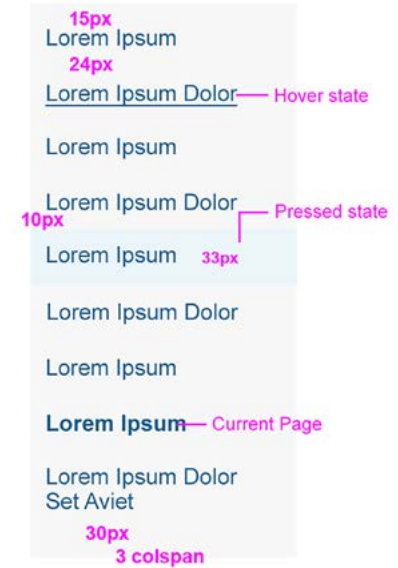 15px
Lorem Ipsum
24px
Lorem Ipsum Dolor
Hover state
Lorem Ipsum
Lorem Ipsum Dolor
Pressed state
10px
Lorem Ipsum
33px
Lorem Ipsum Dolor
Lorem Ipsum
Lorem Ipsum
Current Page
Lorem Ipsum Dolor
Set Aviet
30px
3 colspan